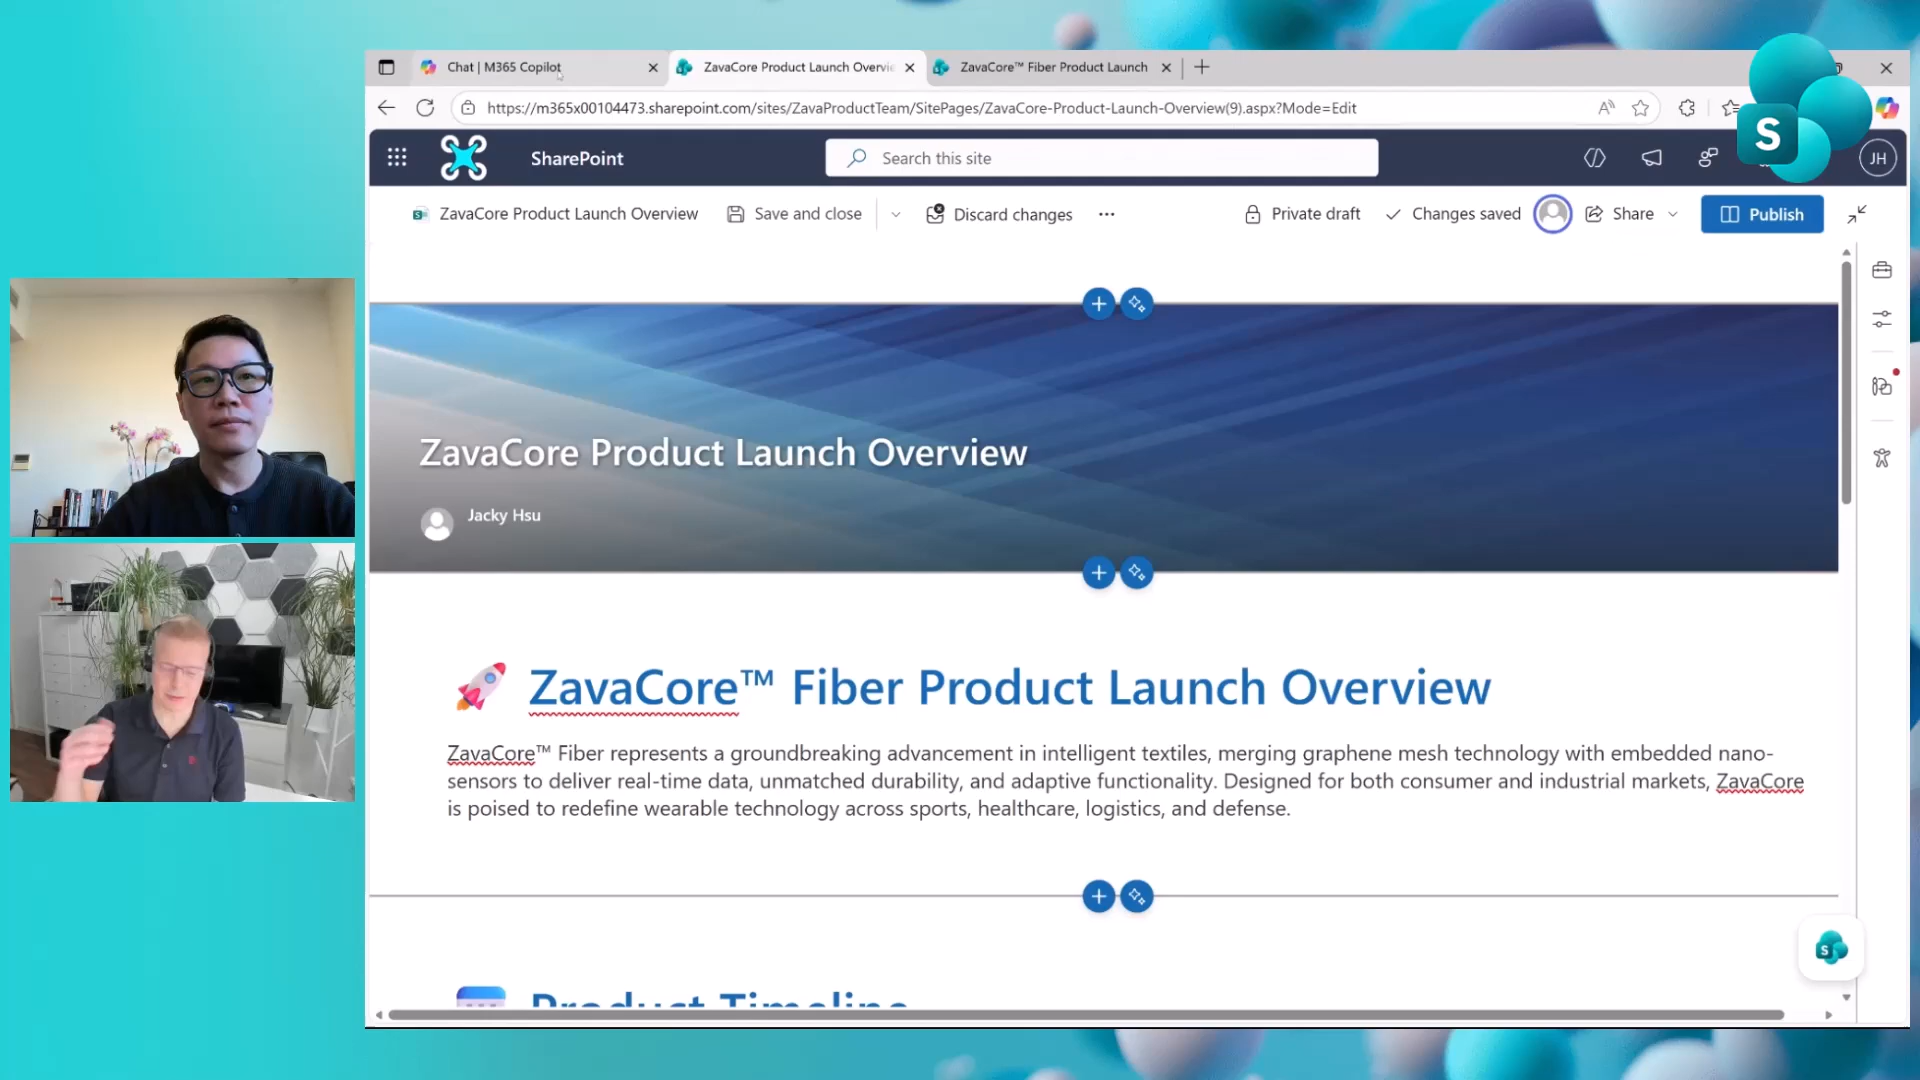 Chat | M365 Copilot
ZavaCore Product Launch Overvie
ZavaCore™ Fiber Product Launch
https://m365x00104473.sharepoint.com/sites/ZavaProductTeam/SitePages/ZavaCore-Product-Launch-Overview(9).aspx?Mode=Edit
SharePoint
Search this site
S
JH
ZavaCore Product Launch Overview
Save and close
Discard changes
Private draft
Changes saved
Share
Publish
ZavaCore Product Launch Overview
Jacky Hsu
ZavaCore™ Fiber Product Launch Overview
ZavaCore™ Fiber represents a groundbreaking advancement in intelligent textiles, merging graphene mesh technology with embedded nano-
sensors to deliver real-time data, unmatched durability, and adaptive functionality. Designed for both consumer and industrial markets, ZavaCore
is poised to redefine wearable technology across sports, healthcare, logistics, and defense.
Product Timeline
S